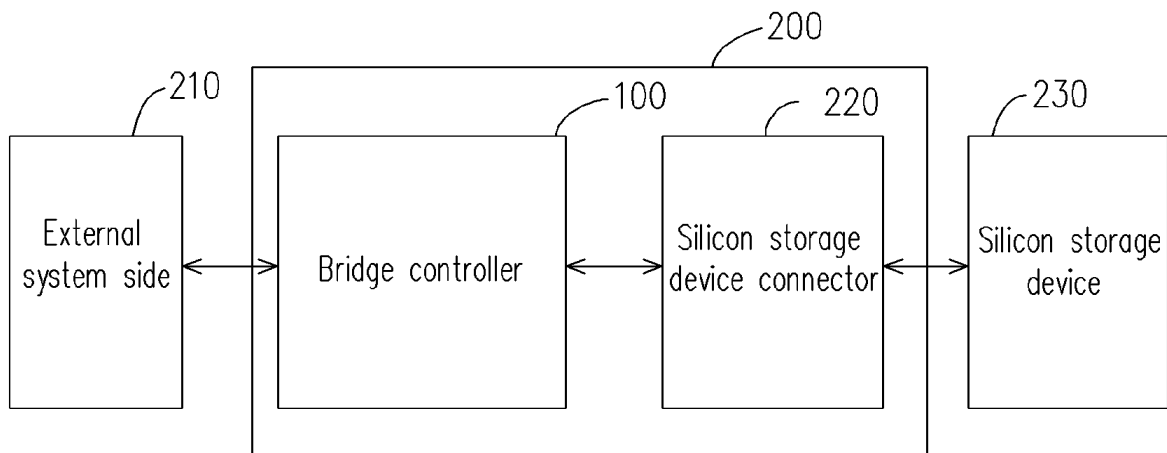 200
210
100
220
230
External
system side
Bridge controller
Silicon storage
device connector
Silicon storage
device